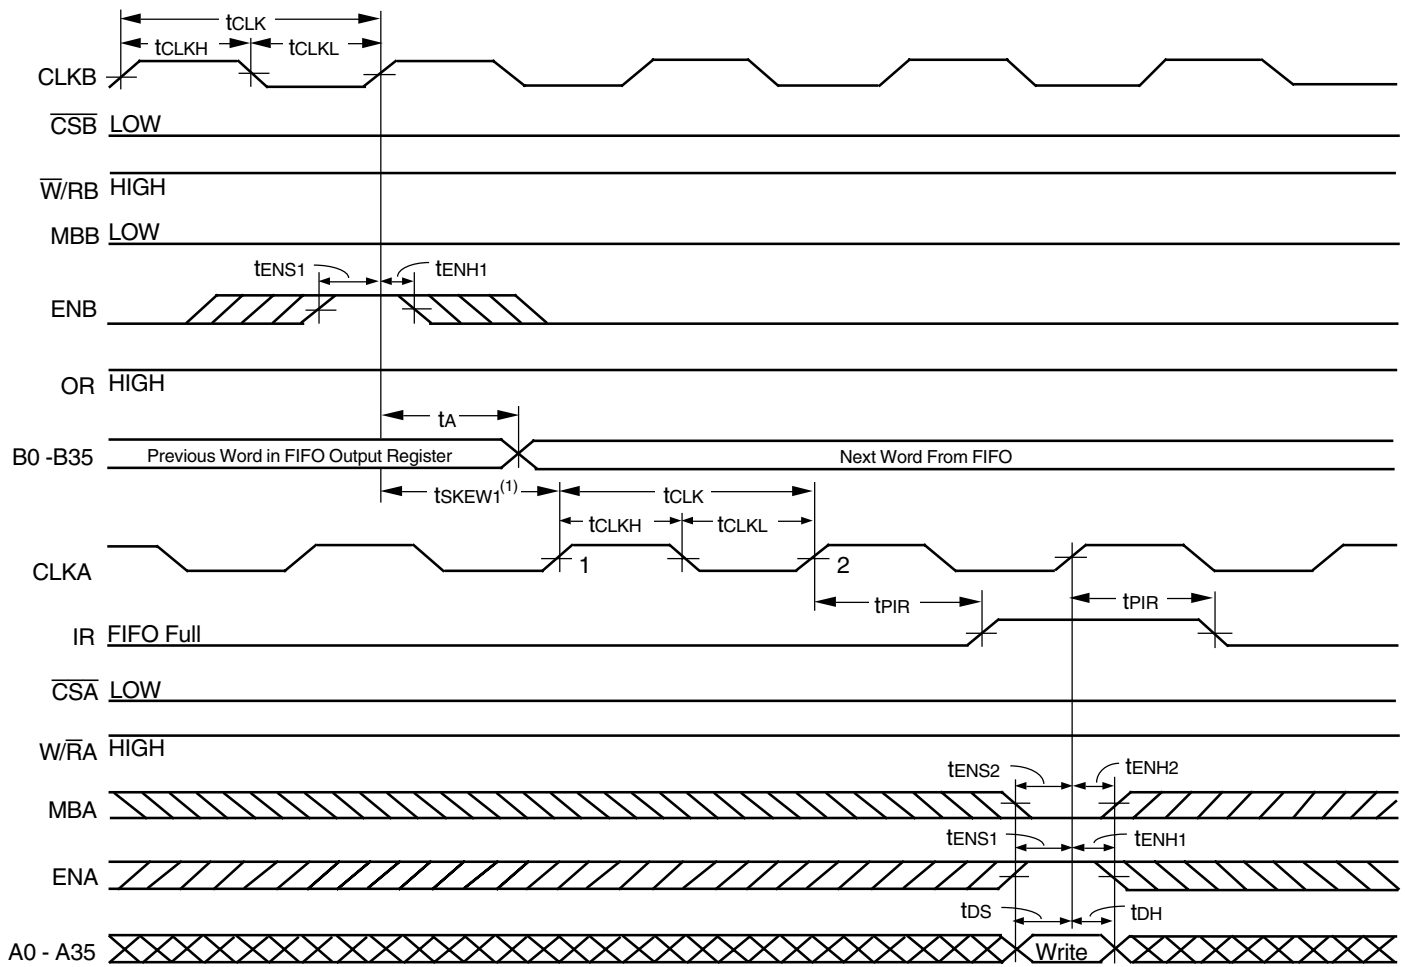 tCLK
tCLKH tCLKL
CLKB
CSB LOW
W/RB HIGH
MBB LOW
tENS1 tENH1
ENB
OR HIGH
tA
B0 -B35 Previous Word in FIFO Output Register Next Word From FIFO
tSKEW1(1) tCLK
tCLKH tCLKL
CLKA 1 2
tPIR tPIR
IR FIFO Full
CSA LOW
W/RA HIGH
tENS2 tENH2
MBA
tENS1 tENH1
ENA
tDS tDH
A0 - A35 Write